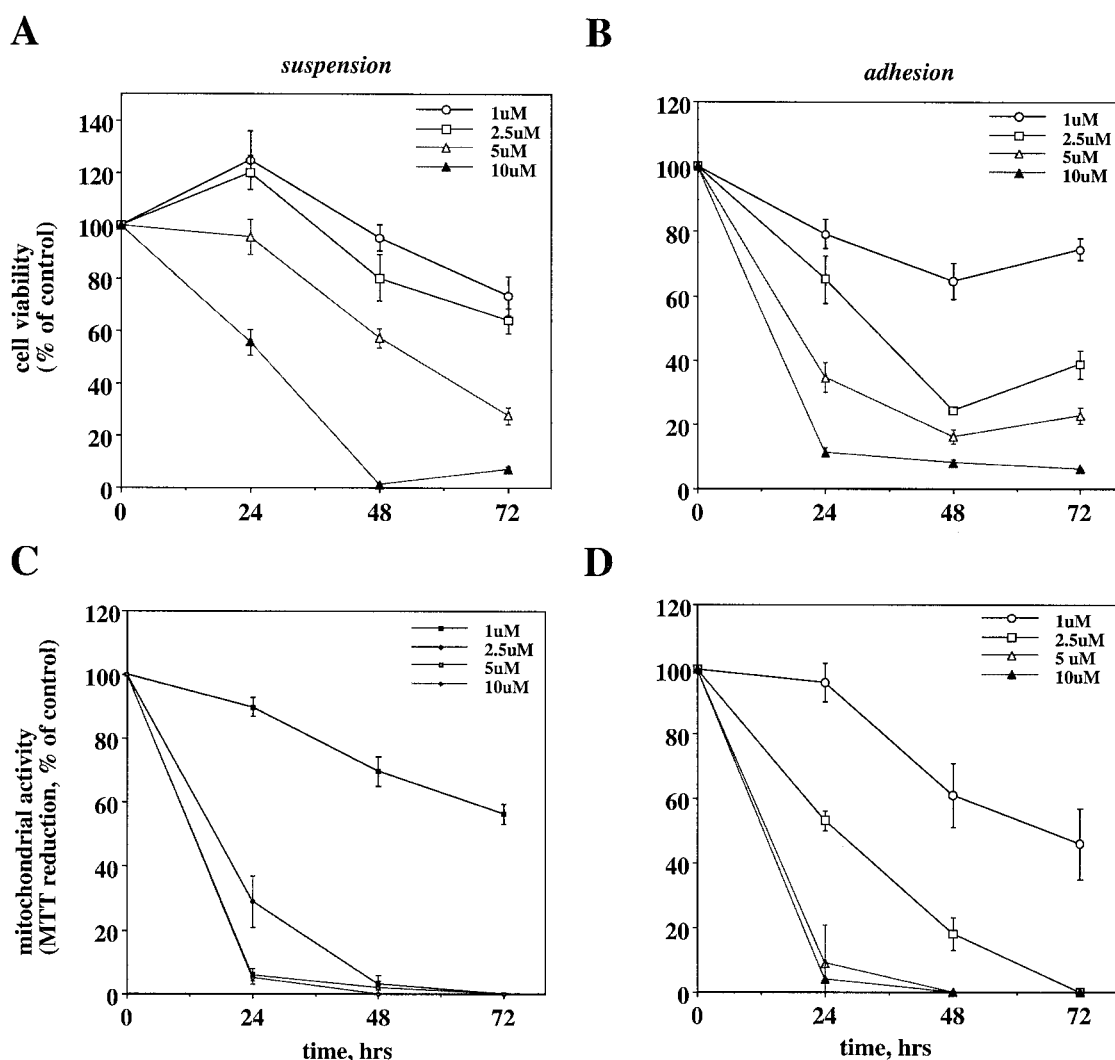 A
suspension
140
120
100
80
60
40
20
0
0 24 48 72
1uM
2.5uM
5uM
10uM
cell viability
(% of control)
B
adhesion
120
100
80
60
40
20
0
0 24 48 72
1uM
2.5uM
5uM
10uM
C
120
100
80
60
40
20
0
0 24 48 72
1uM
2.5uM
5uM
10uM
mitochondrial activity
(MTT reduction, % of control)
time, hrs
D
120
100
80
60
40
20
0
0 24 48 72
1uM
2.5uM
5 uM
10uM
time, hrs